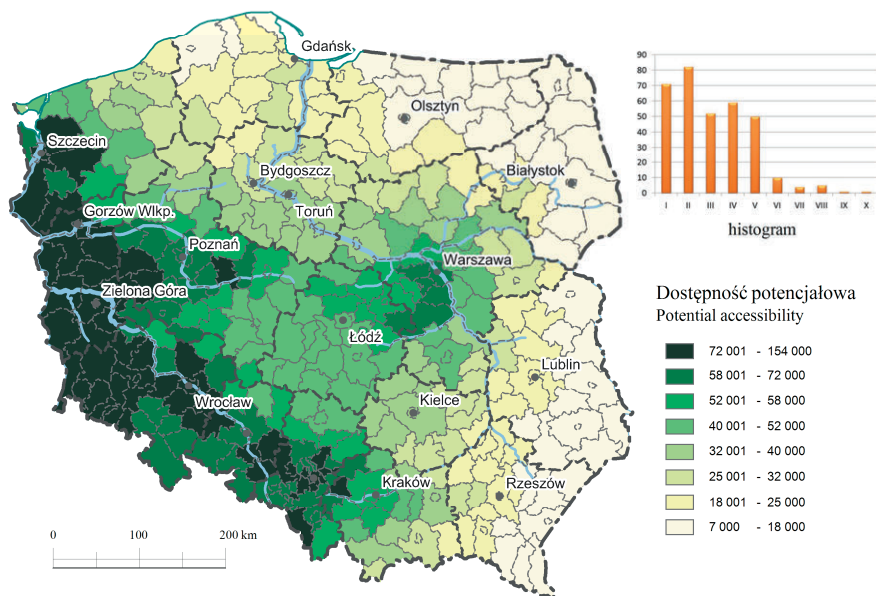 Gdańsk
Olsztyn
Szczecin
Białystok
Bydgoszcz
Toruń
Gorzów Wlkp.
Poznań
Warszawa
Zielona Góra
Łódź
Lublin
Wrocław
Kielce
Kraków
Rzeszów
0 100 200 km
90
80
70
60
50
40
30
20
10
0
I II III IV V VI VII VIII IX X
histogram
Dostępność potencjałowa
Potential accessibility
72 001 - 154 000
58 001 - 72 000
52 001 - 58 000
40 001 - 52 000
32 001 - 40 000
25 001 - 32 000
18 001 - 25 000
7 000 - 18 000